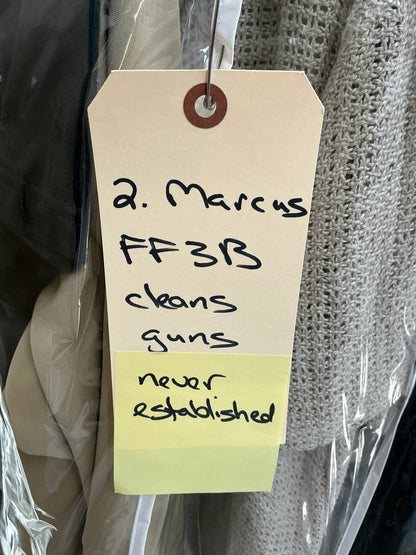 2. Marcus
FF3B
cleans
guns
never
established